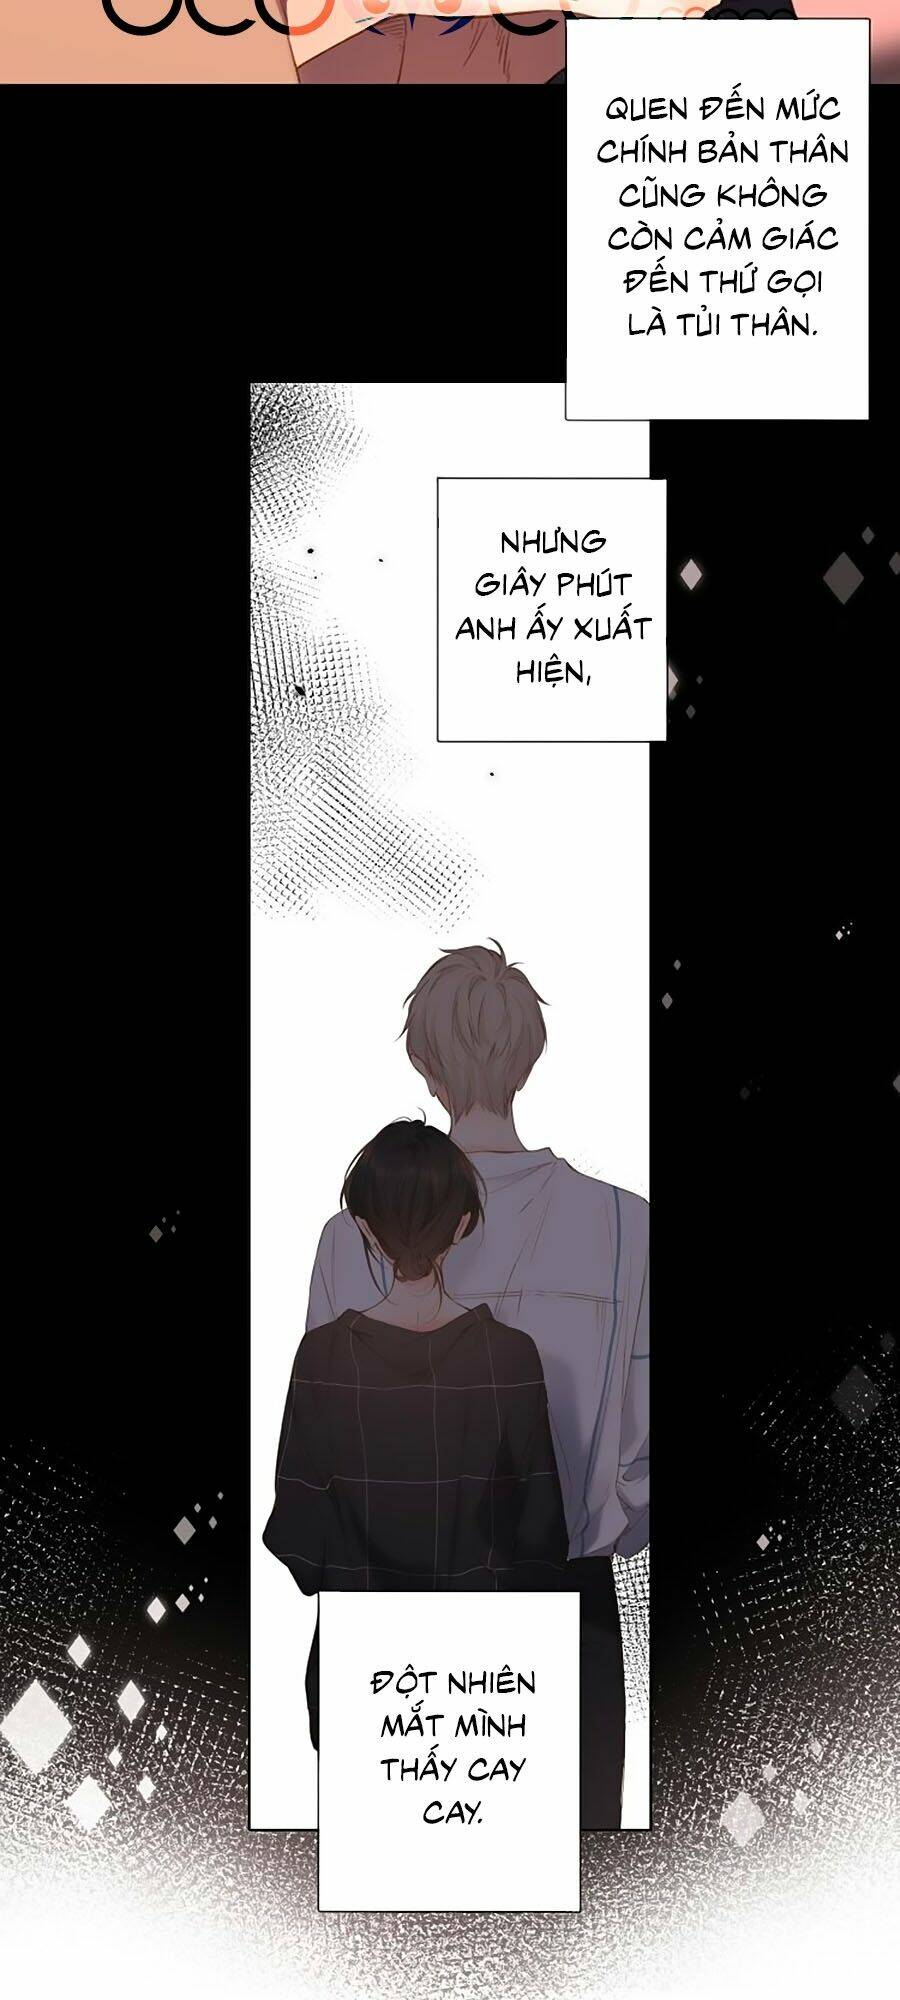 QUEN ĐẾN MỨC
CHÍNH BẢN THÂN
CŨNG KHÔNG
CÒN CẢM GIÁC
ĐẾN THỨ GỌI
LÀ TỦI THÂN.
NHƯNG
GIÂY PHÚT
ANH ẤY XUẤT
HIỆN,
ĐỘT NHIÊN
MẮT MÌNH
THẤY CAY
CAY.